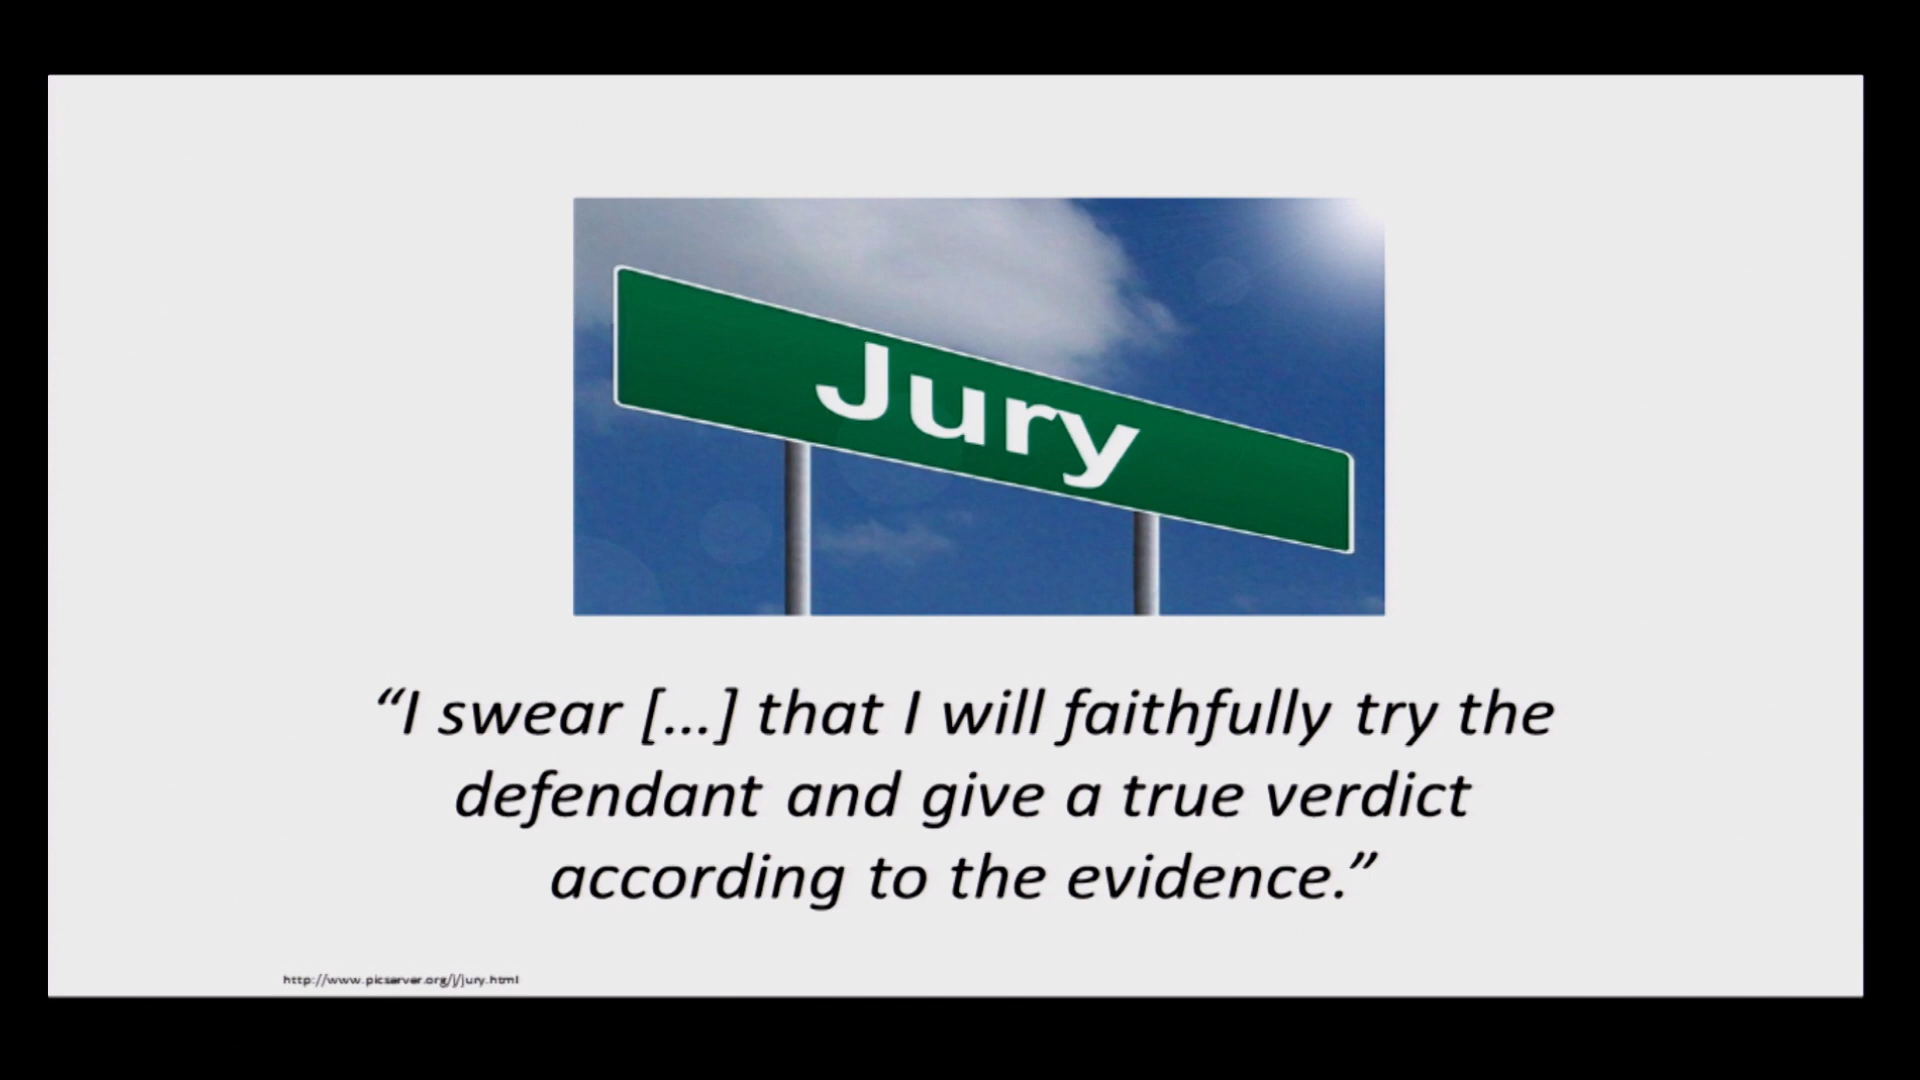 Jury
“I swear [...] that I will faithfully try the
defendant and give a true verdict
according to the evidence.”
http://www.picserver.org/j/jury.html